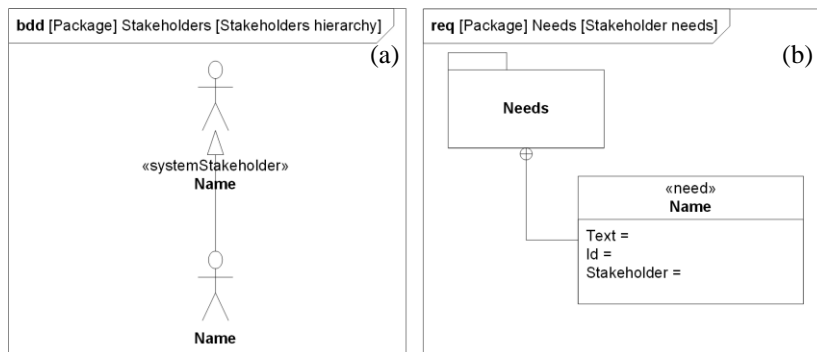 bdd [Package] Stakeholders [Stakeholders hierarchy]
(a)
«systemStakeholder»
Name
Name
req [Package] Needs [Stakeholder needs]
(b)
Needs
«need»
Name
Text =
Id =
Stakeholder =